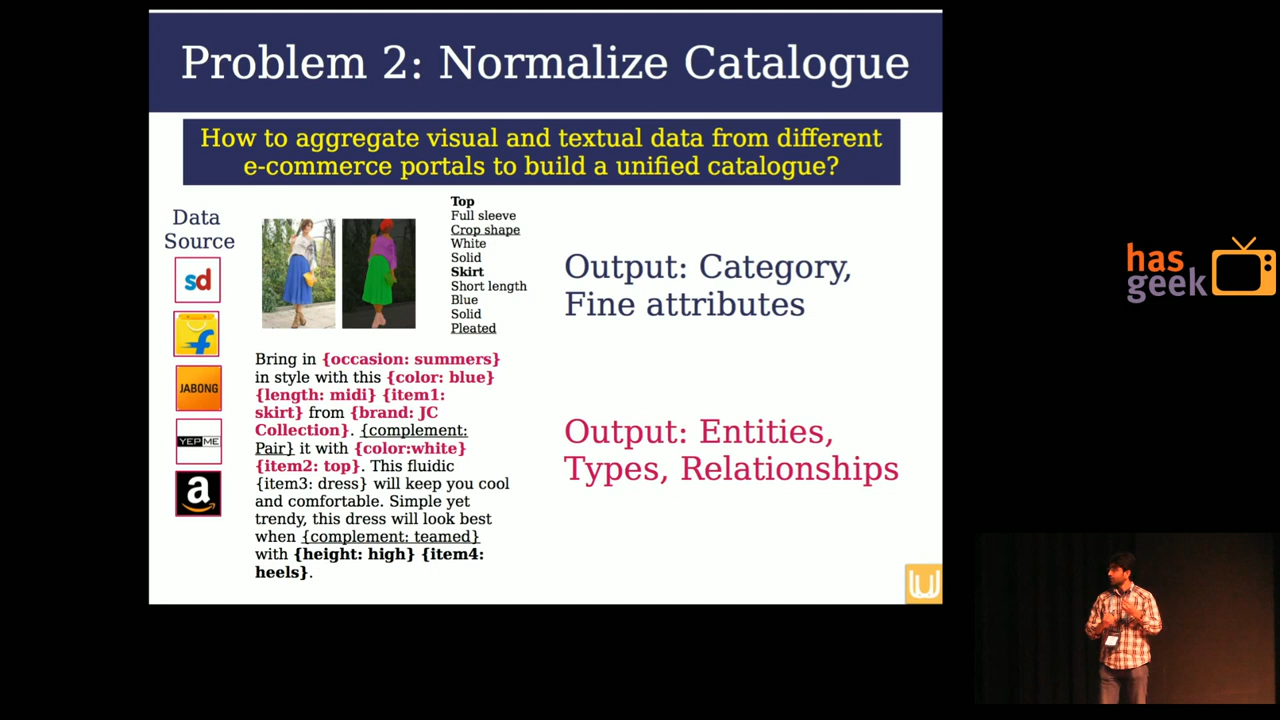 Problem 2: Normalize Catalogue
How to aggregate visual and textual data from different
e-commerce portals to build a unified catalogue?
Data
Source
sd
JABONG
YEPME
a
Top
Full sleeve
Crop shape
White
Solid
Skirt
Short length
Blue
Solid
Pleated
Output: Category,
Fine attributes
Bring in {occasion: summers}
in style with this {color: blue}
{length: midi} {item1:
skirt} from {brand: JC
Collection}. {complement:
Pair} it with {color:white}
{item2: top}. This fluidic
{item3: dress} will keep you cool
and comfortable. Simple yet
trendy, this dress will look best
when {complement: teamed}
with {height: high} {item4:
heels}.
Output: Entities,
Types, Relationships
has
geek